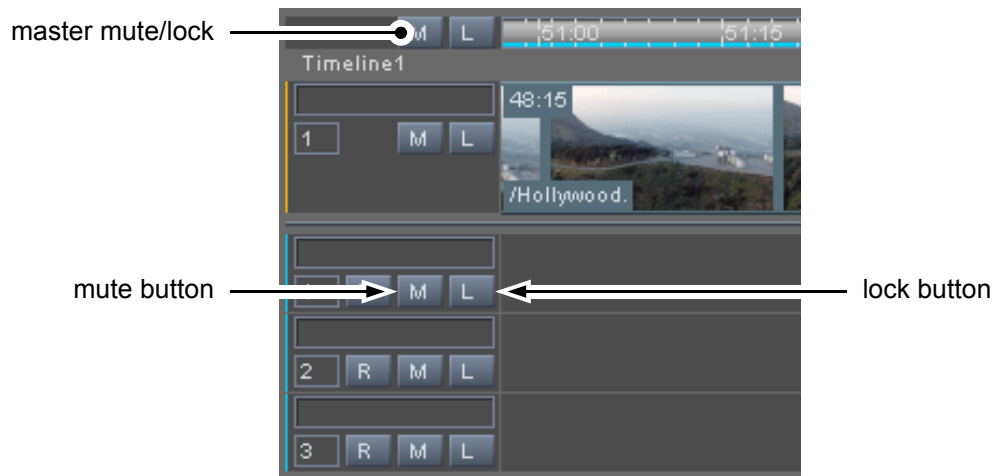 master mute/lock
M L 51:00 51:15
Timeline1
48:15
1 M L
/Hollywood.
mute button
M L
lock button
2 R M L
3 R M L